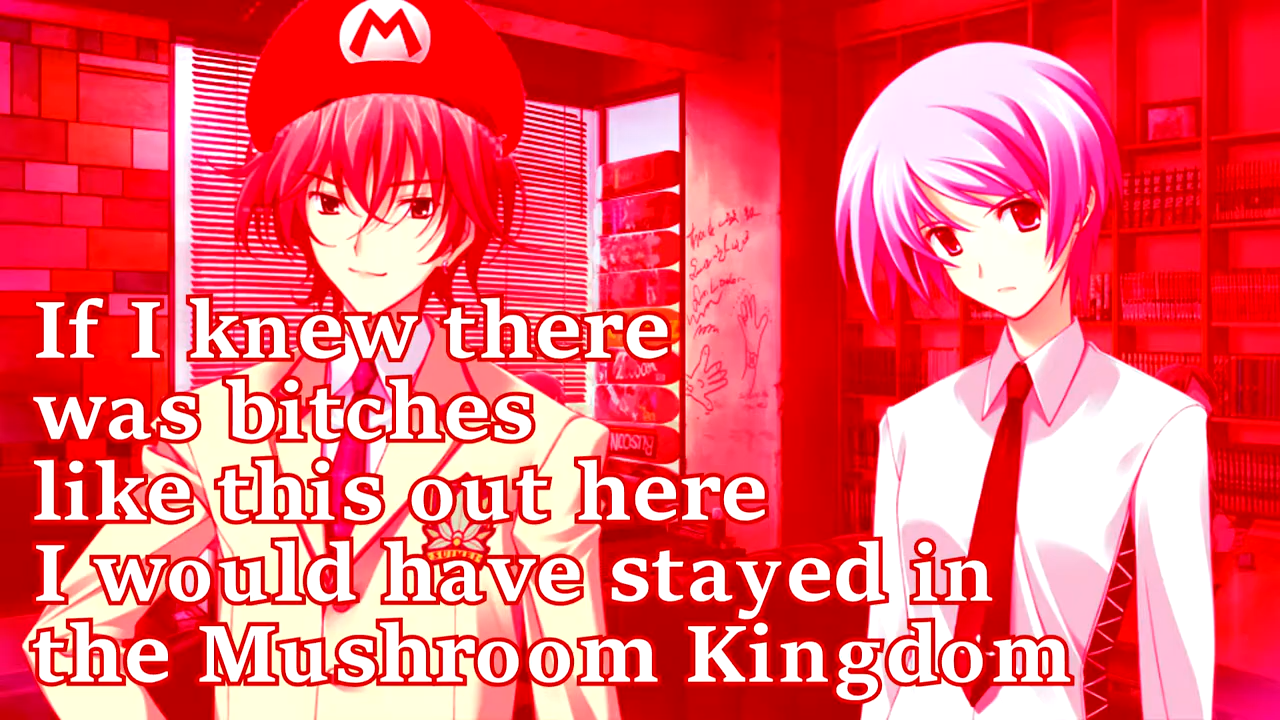 M
If I knew there
was bitches
like this out here
I would have stayed in
the Mushroom Kingdom